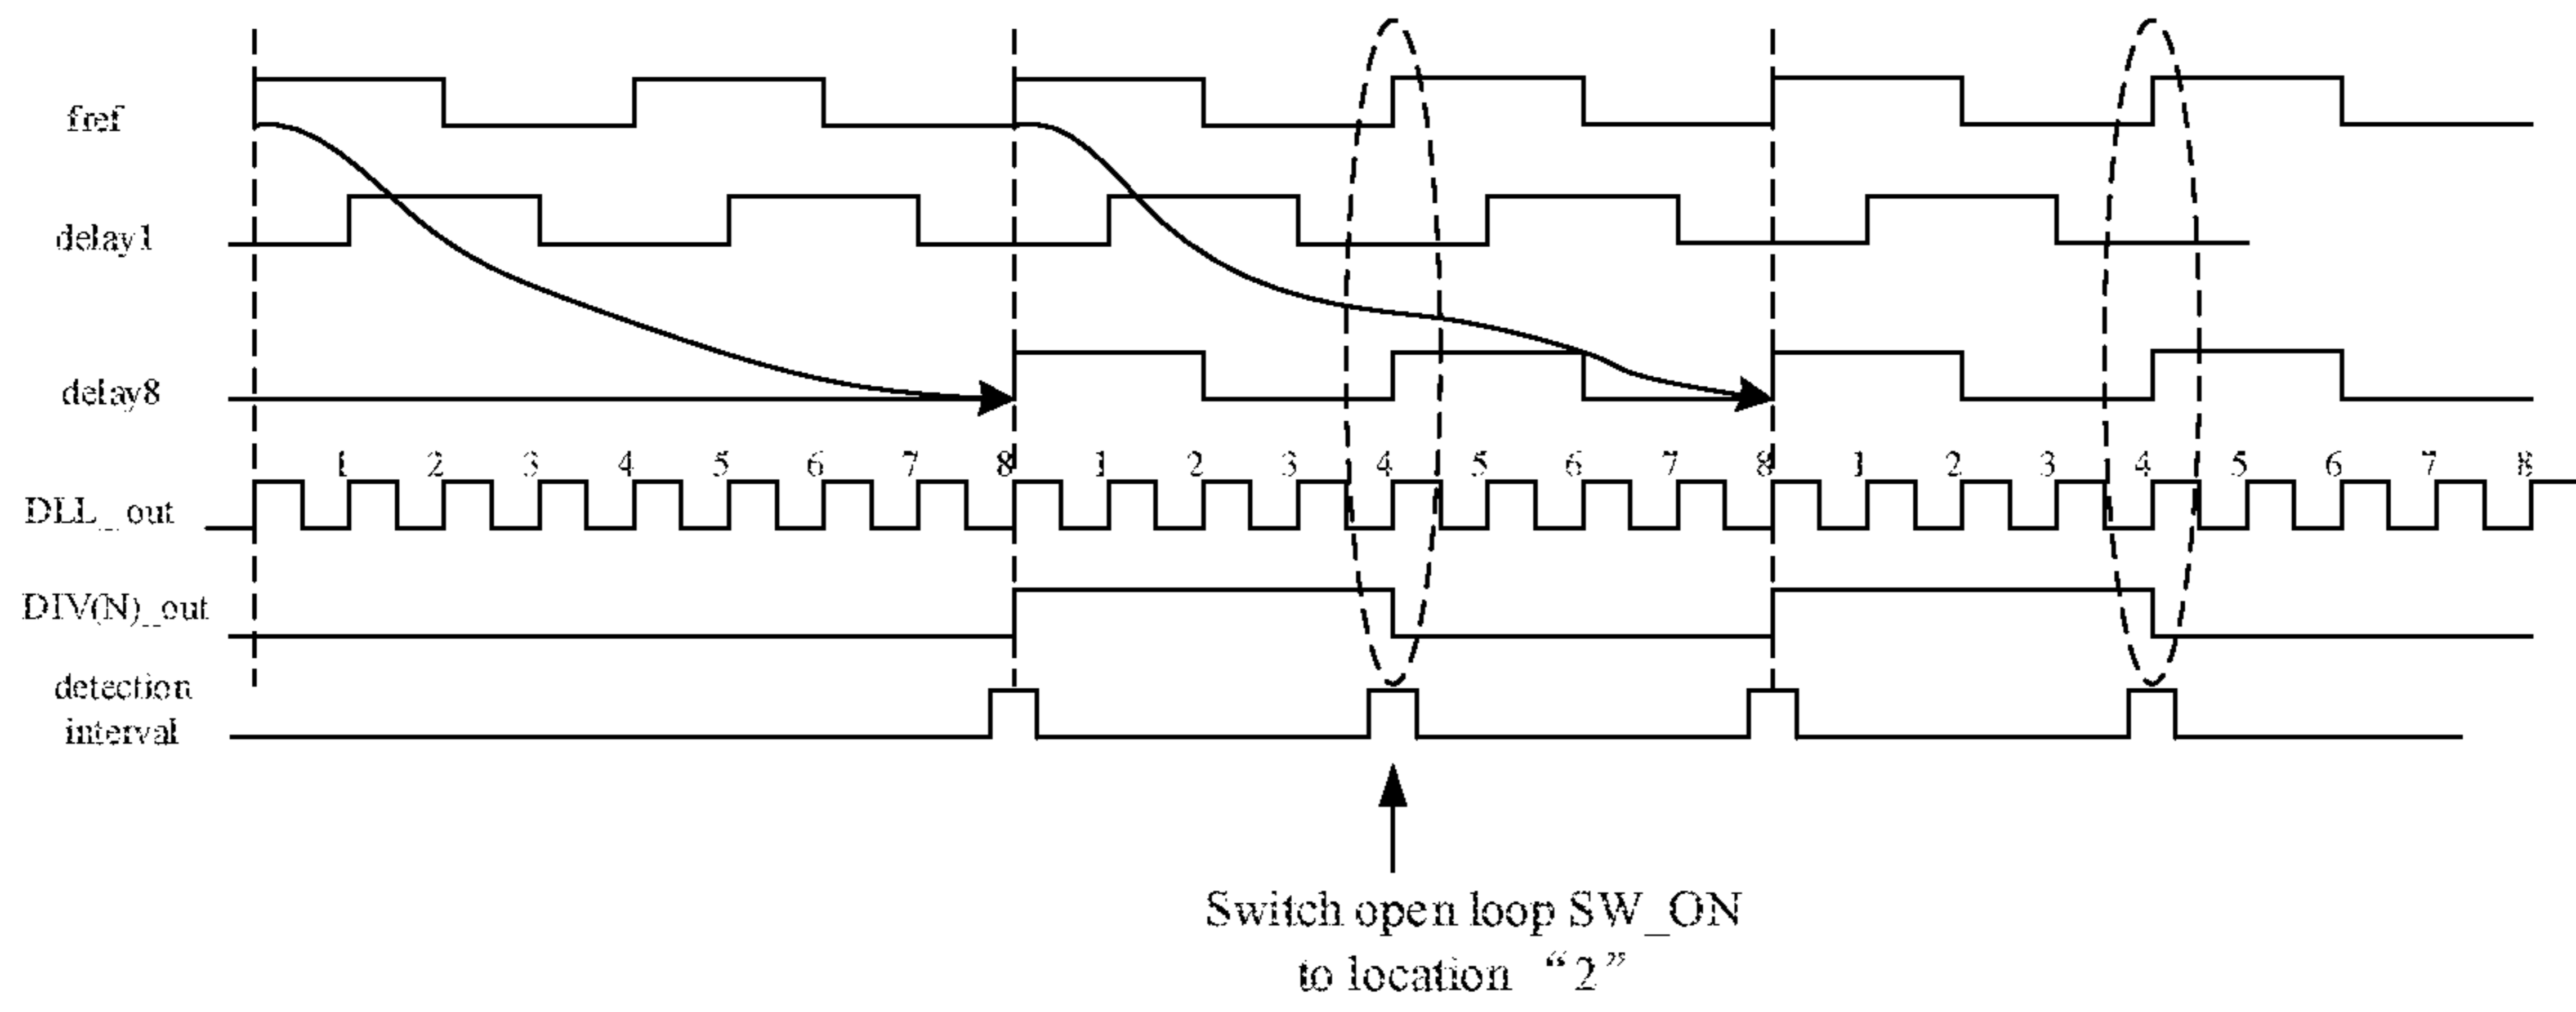 fref
delay1
delay8
1 2 3 4 5 6 7 8 1 2 3 4 5 6 7 8 1 2 3 4 5 6 7 8
DLL_out
DIV(N)_out
detection
interval
Switch open loop SW_ON
to location “2”